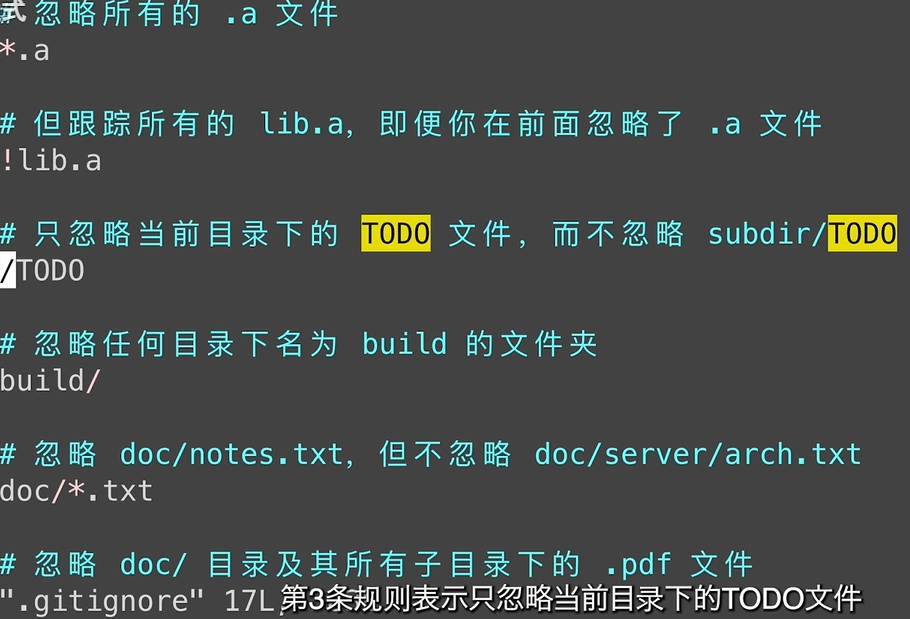 # 忽略所有的 .a 文件
*.a
# 但跟踪所有的 lib.a, 即便你在前面忽略了 .a 文件
!lib.a
# 只忽略当前目录下的 TODO 文件, 而不忽略 subdir/TODO
/TODO
# 忽略任何目录下名为 build 的文件夹
build/
# 忽略 doc/notes.txt, 但不忽略 doc/server/arch.txt
doc/*.txt
# 忽略 doc/ 目录及其所有子目录下的 .pdf 文件
".gitignore" 17L,
第3条规则表示只忽略当前目录下的TODO文件